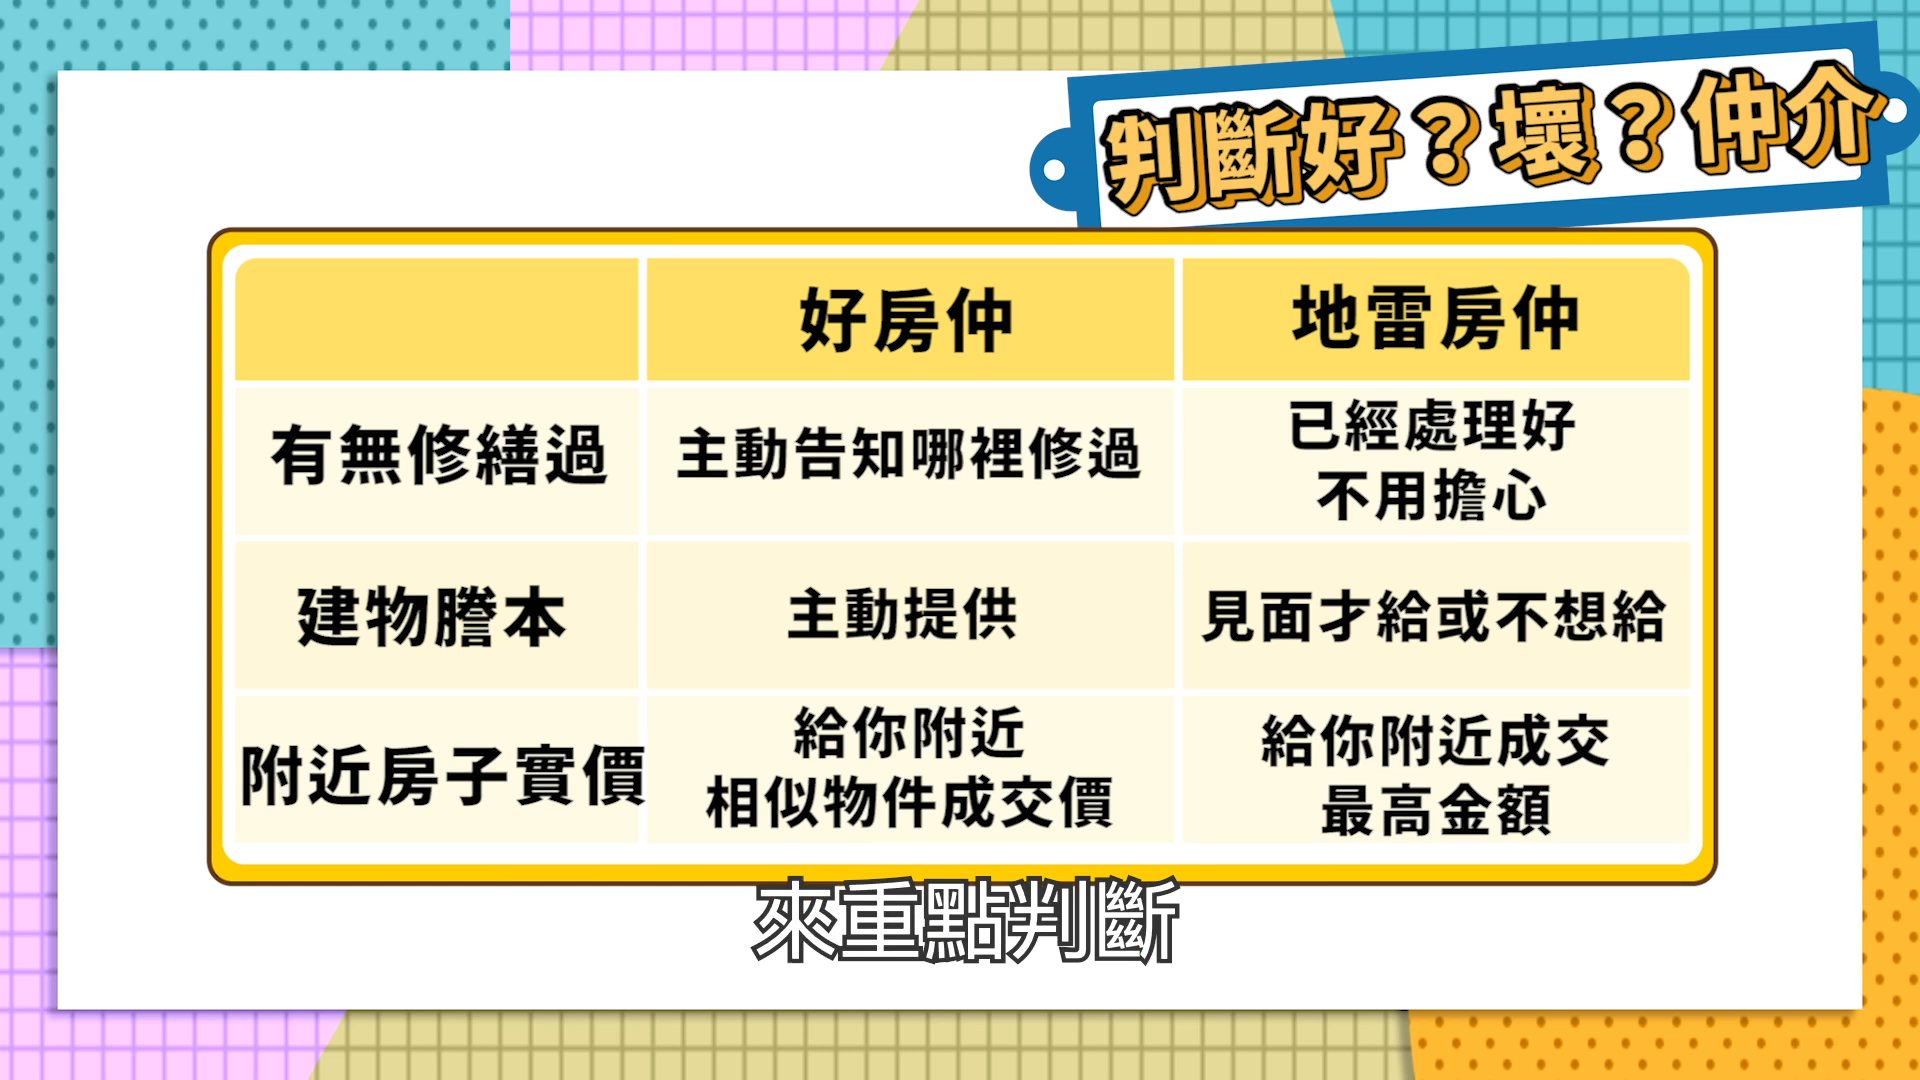 判斷好？壞？仲介
好房仲
地雷房仲
有無修繕過
主動告知哪裡修過
已經處理好
不用擔心
建物謄本
主動提供
見面才給或不想給
附近房子實價
給你附近
相似物件成交價
給你附近成交
最高金額
來重點判斷